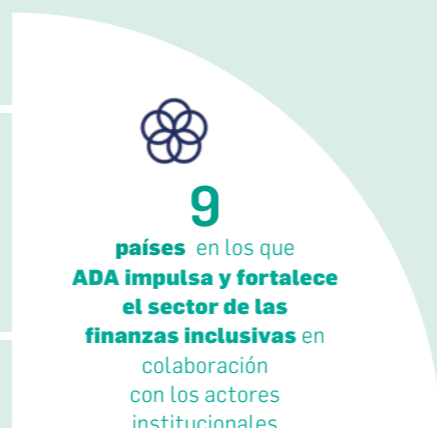 9
países en los que
ADA impulsa y fortalece
el sector de las
finanzas inclusivas en
colaboración
con los actores
institucionales